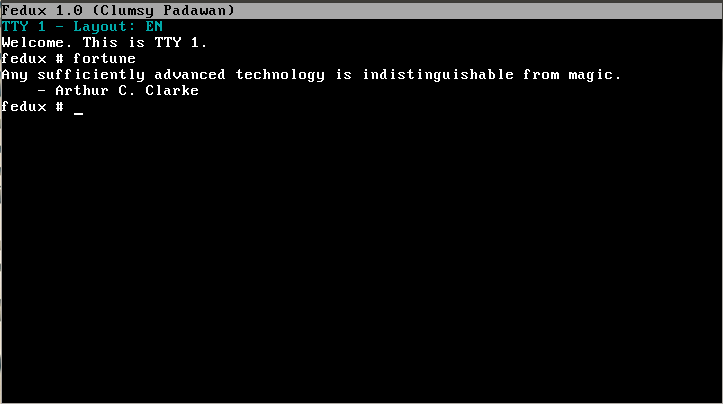 Fedux 1.0 (Clumsy Padawan)
TTY 1 - Layout: EN
Welcome. This is TTY 1.
fedux # fortune
Any sufficiently advanced technology is indistinguishable from magic.
    - Arthur C. Clarke
fedux # _